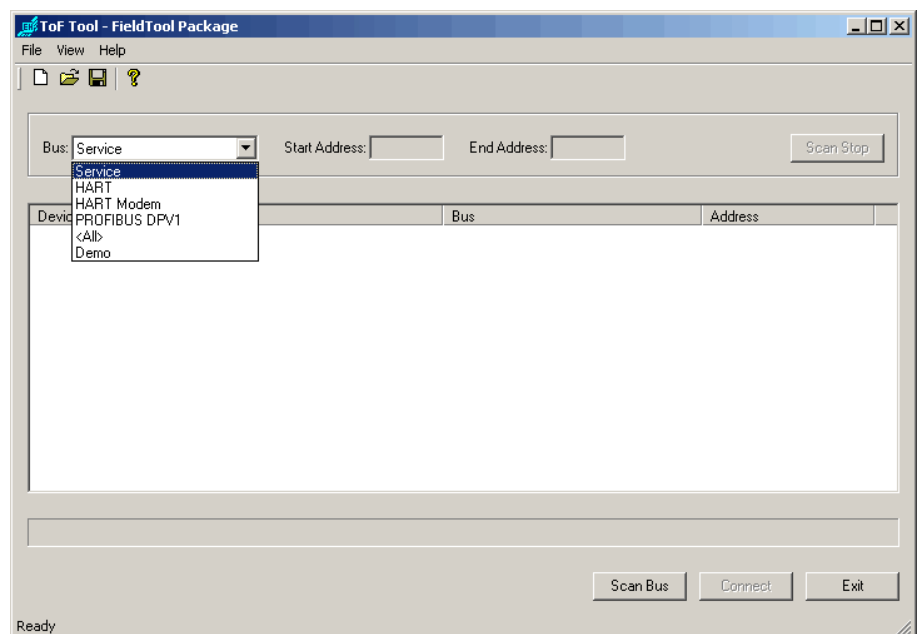 ToF Tool - FieldTool Package
File View Help
Bus: Service Start Address: End Address: Scan Stop
Service
HART
HART Modem
Devic Bus Address
PROFIBUS DPV1
<All>
Demo
Scan Bus Connect Exit
Ready